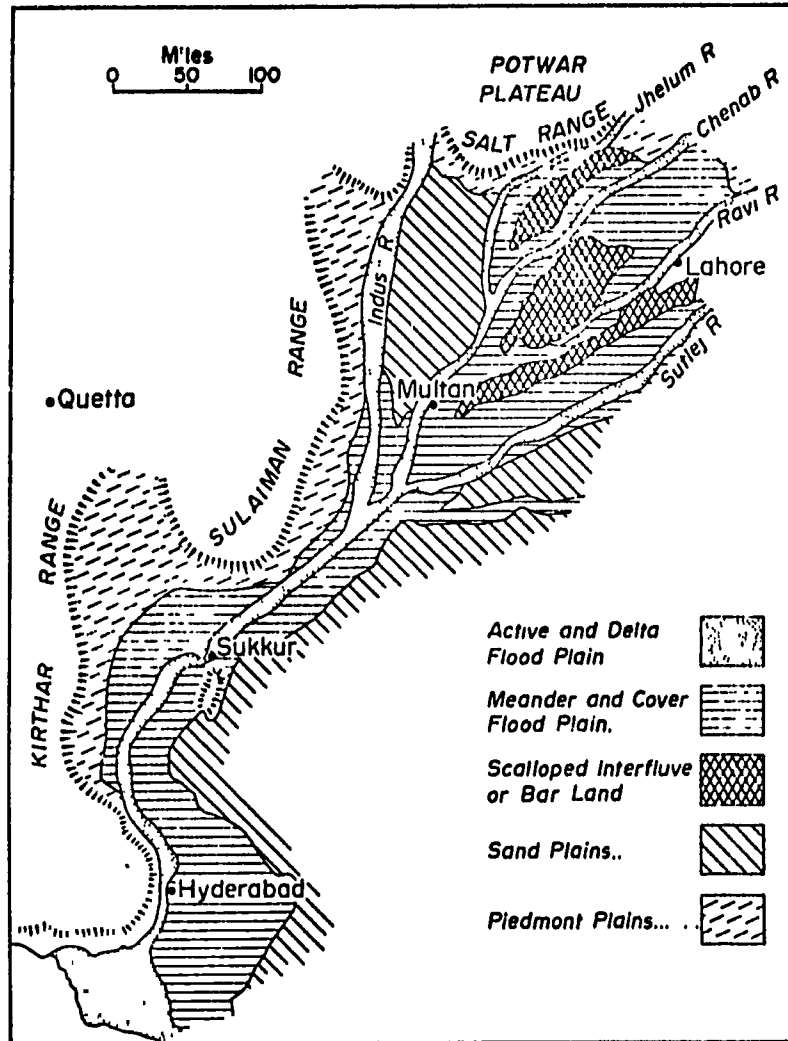 M'les
0 50 100
POTWAR
PLATEAU
SALT RANGE
Jhelum R
Chenab R
Ravi R
Lahore
Indus R
Sutlej R
Multan
RANGE
Quetta
SULAIMAN
RANGE
Sukkur
KIRTHAR
Hyderabad
Active and Delta
Flood Plain
Meander and Cover
Flood Plain.
Scalloped Interfluve
or Bar Land
Sand Plains..
Piedmont Plains... ..